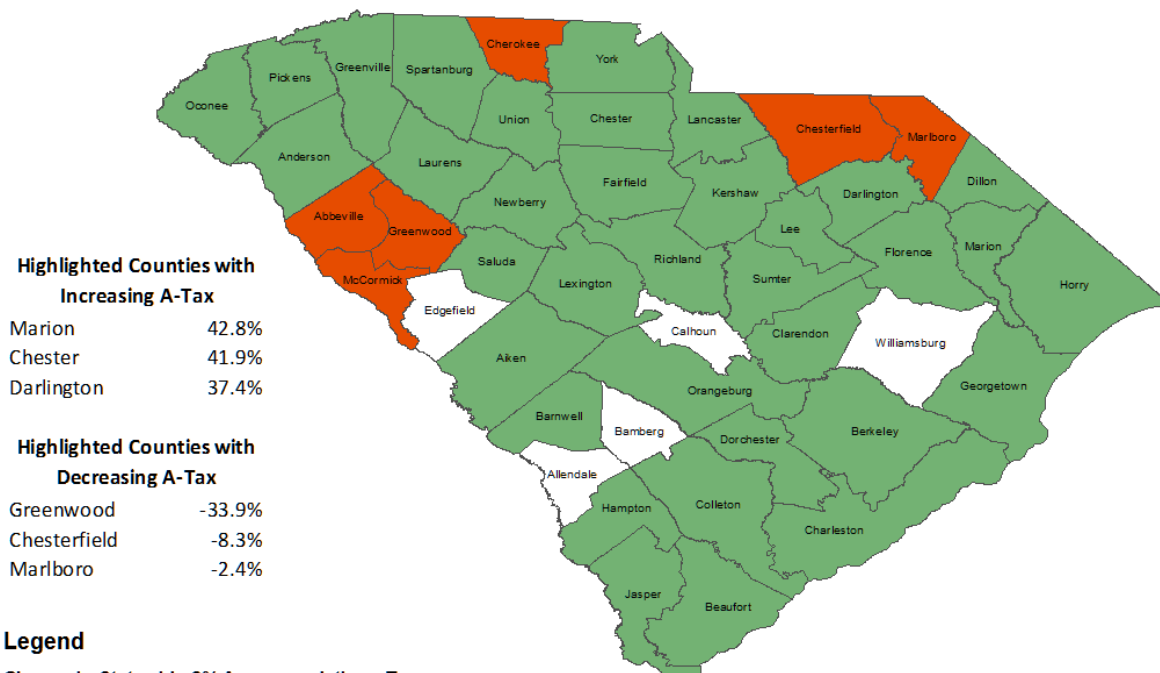 Cherokee
York
Greenville
Spartanburg
Pickens
Oconee
Union
Chester
Lancaster
Chesterfield
Marlboro
Anderson
Laurens
Fairfield
Kershaw
Darlington
Dillon
Newberry
Abbeville
Greenwood
Lee
Florence
Marion
Saluda
Richland
Sumter
McCormick
Lexington
Horry
Edgefield
Calhoun
Clarendon
Williamsburg
Aiken
Orangeburg
Georgetown
Barnwell
Bamberg
Dorchester
Berkeley
Allendale
Hampton
Colleton
Charleston
Jasper
Beaufort
Highlighted Counties with
Increasing A-Tax
Marion 42.8%
Chester 41.9%
Darlington 37.4%
Highlighted Counties with
Decreasing A-Tax
Greenwood -33.9%
Chesterfield -8.3%
Marlboro -2.4%
Legend